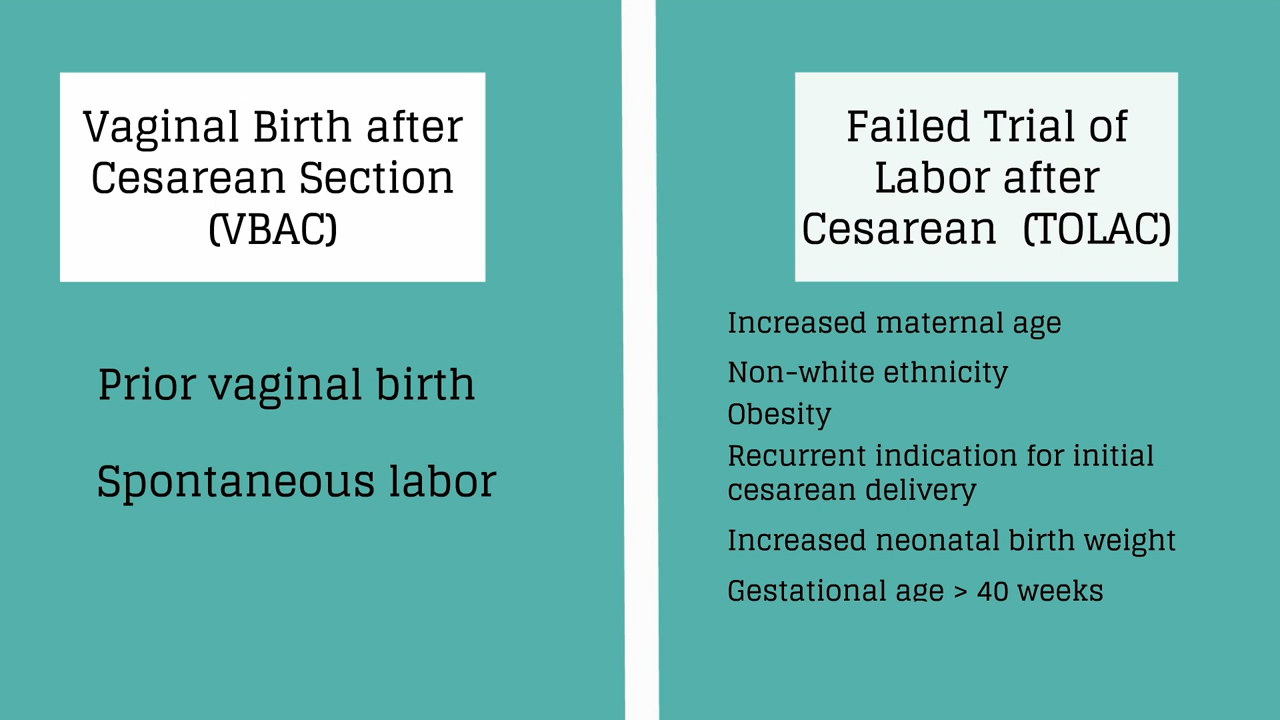 Vaginal Birth after
Cesarean Section
(VBAC)
Prior vaginal birth
Spontaneous labor
Failed Trial of
Labor after
Cesarean (TOLAC)
Increased maternal age
Non-white ethnicity
Obesity
Recurrent indication for initial
cesarean delivery
Increased neonatal birth weight
Gestational age > 40 weeks